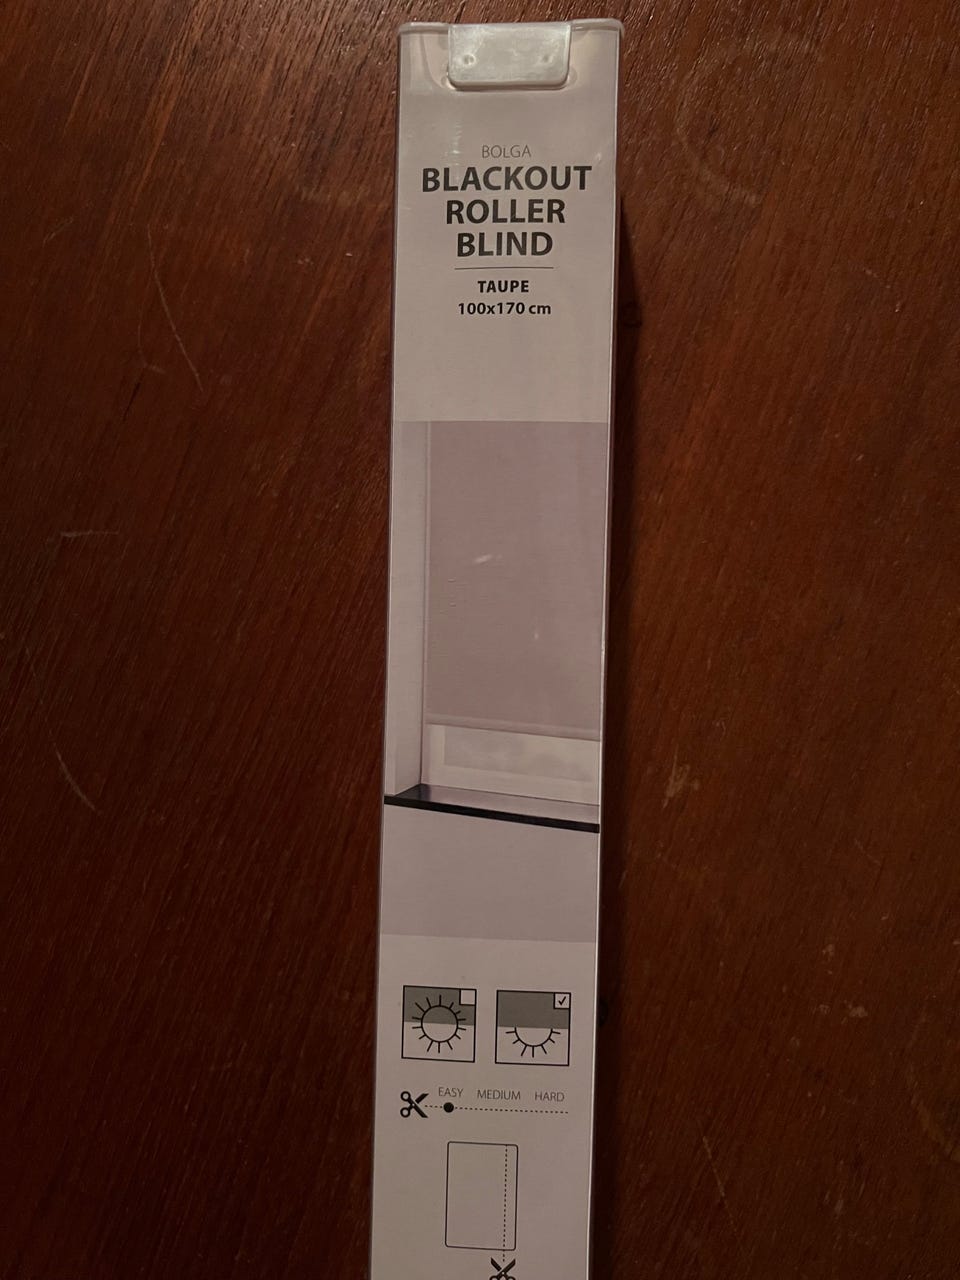 BOLGA
BLACKOUT
ROLLER
BLIND
TAUPE
100x170 cm
EASY MEDIUM HARD